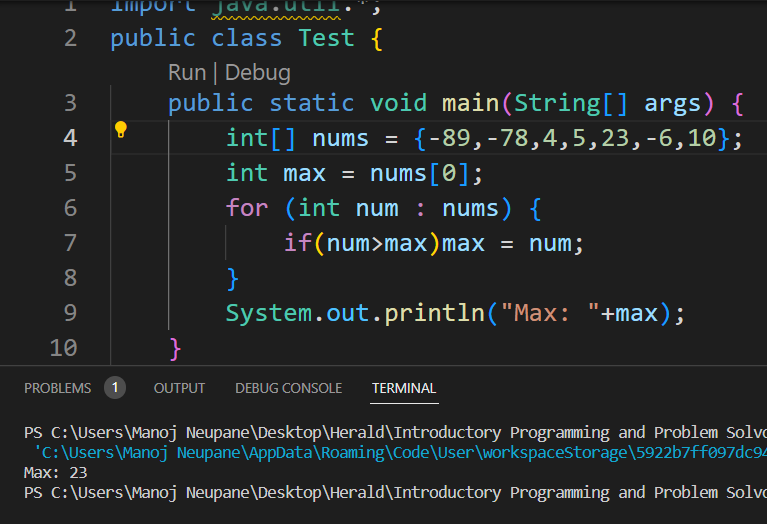 1 import java.util.*;
2 public class Test {
Run | Debug
3 public static void main(String[] args) {
4 int[] nums = {-89,-78,4,5,23,-6,10};
5 int max = nums[0];
6 for (int num : nums) {
7 if(num>max)max = num;
8 }
9 System.out.println("Max: "+max);
10 }
PROBLEMS 1 OUTPUT DEBUG CONSOLE TERMINAL
PS C:\Users\Manoj Neupane\Desktop\Herald\Introductory Programming and Problem Solv
'C:\Users\Manoj Neupane\AppData\Roaming\Code\User\workspaceStorage\5922b7ff097dc94
Max: 23
PS C:\Users\Manoj Neupane\Desktop\Herald\Introductory Programming and Problem Solv